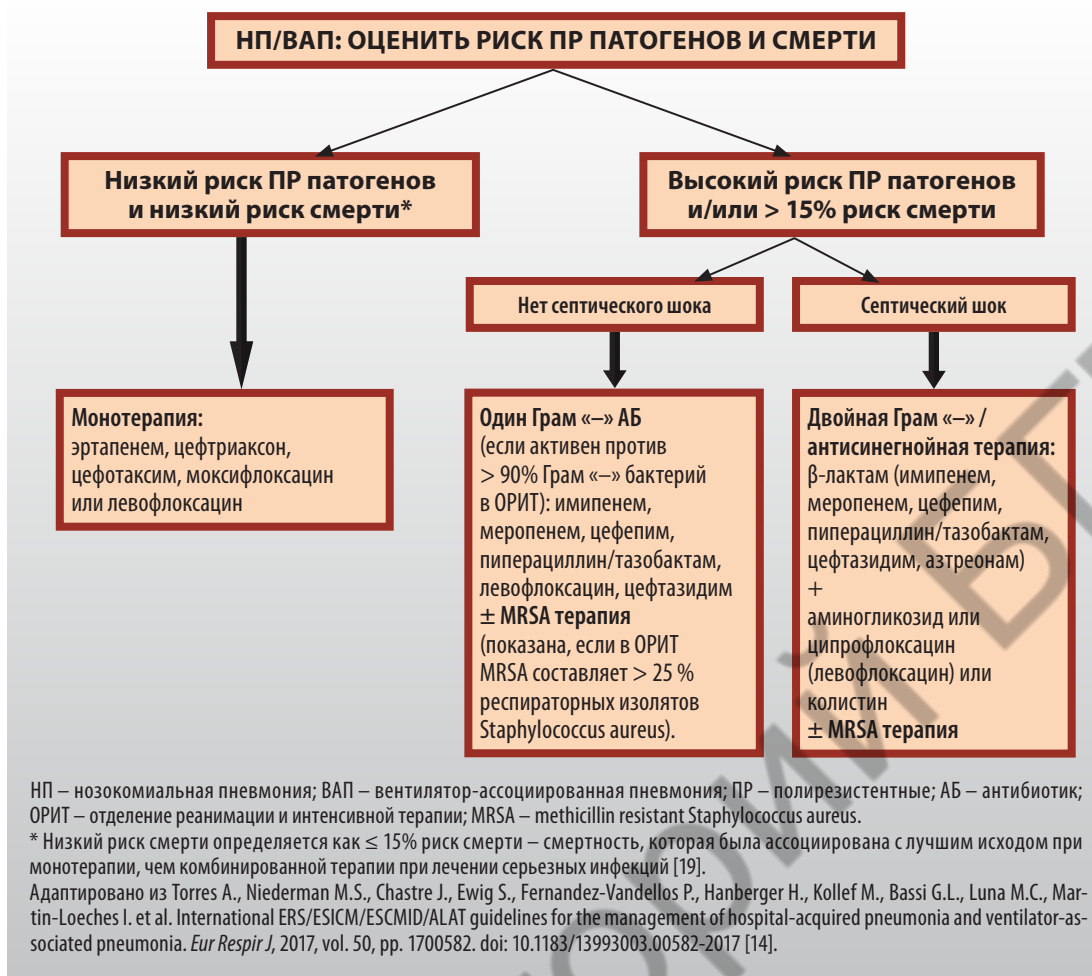 НП/ВАП: ОЦЕНИТЬ РИСК ПР ПАТОГЕНОВ И СМЕРТИ
Низкий риск ПР патогенов
и низкий риск смерти*
Высокий риск ПР патогенов
и/или > 15% риск смерти
Нет септического шока
Септический шок
Монотерапия:
эртапенем, цефтриаксон,
цефотаксим, моксифлоксацин
или левофлоксацин
Один Грам «–» АБ
(если активен против
> 90% Грам «–» бактерий
в ОРИТ): имипенем,
меропенем, цефепим,
пиперациллин/тазобактам,
левофлоксацин, цефтазидим
± MRSA терапия
(показана, если в ОРИТ
MRSA составляет > 25 %
респираторных изолятов
Staphylococcus aureus).
Двойная Грам «–» /
антисинегнойная терапия:
β-лактам (имипенем,
меропенем, цефепим,
пиперациллин/тазобактам,
цефтазидим, азтреонам)
+
аминогликозид или
ципрофлоксацин
(левофлоксацин) или
колистин
± MRSA терапия
НП – нозокомиальная пневмония; ВАП – вентилятор-ассоциированная пневмония; ПР – полирезистентные; АБ – антибиотик;
ОРИТ – отделение реанимации и интенсивной терапии; MRSA – methicillin resistant Staphylococcus aureus.
* Низкий риск смерти определяется как ≤ 15% риск смерти – смертность, которая была ассоциирована с лучшим исходом при
монотерапии, чем комбинированной терапии при лечении серьезных инфекций [19].
Адаптировано из Torres A., Niederman M.S., Chastre J., Ewig S., Fernandez-Vandellos P., Hanberger H., Kollef M., Bassi G.L., Luna M.C., Mar-
tin-Loeches I. et al. International ERS/ESICM/ESCMID/ALAT guidelines for the management of hospital-acquired pneumonia and ventilator-as-
sociated pneumonia. Eur Respir J, 2017, vol. 50, pp. 1700582. doi: 10.1183/13993003.00582-2017 [14].